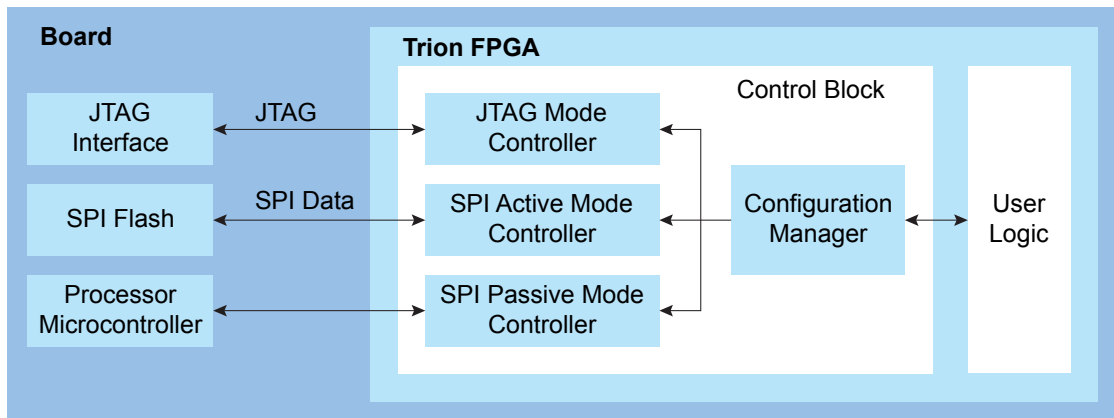 Board
Trion FPGA
Control Block
JTAG
Interface
JTAG
JTAG Mode
Controller
SPI Flash
SPI Data
SPI Active Mode
Controller
Configuration
Manager
User
Logic
Processor
Microcontroller
SPI Passive Mode
Controller